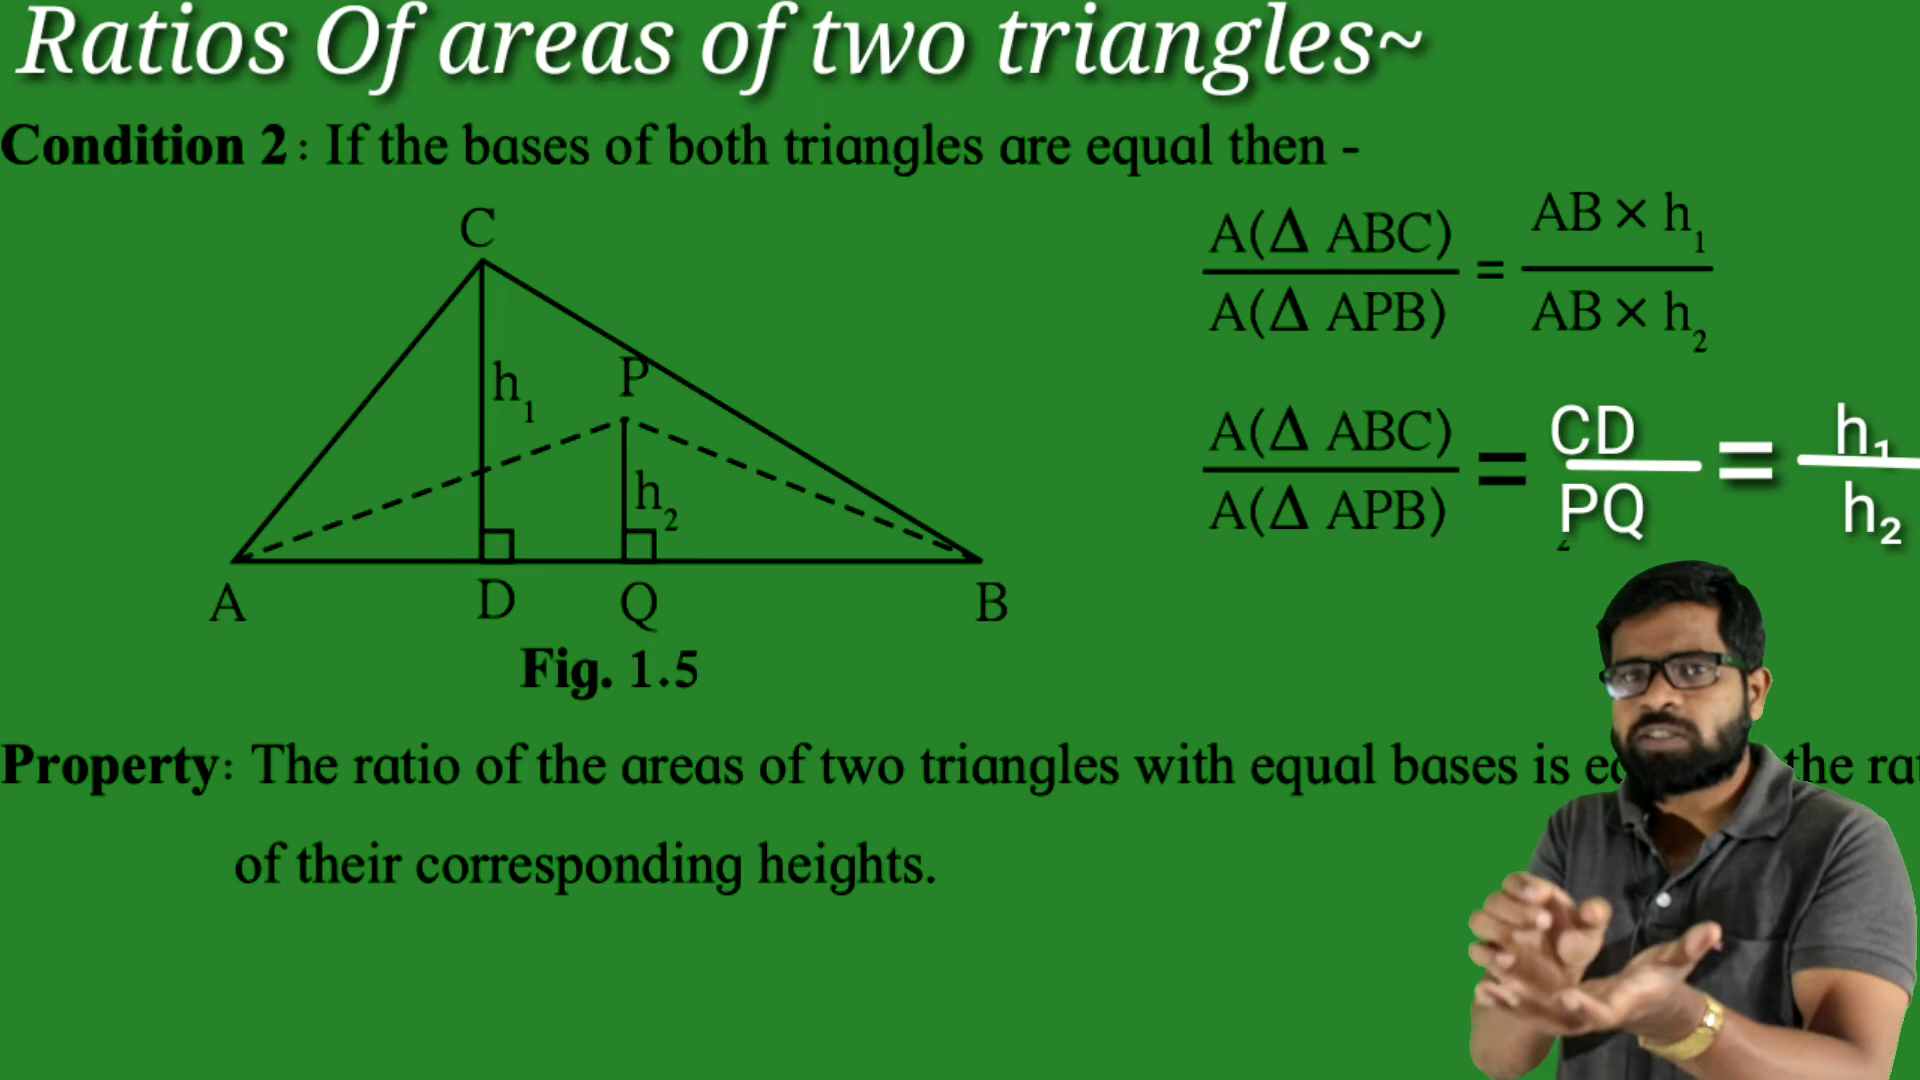 Ratios Of areas of two triangles~
Condition 2 : If the bases of both triangles are equal then -
C
h₁
P
h₂
A
D
Q
B
Fig. 1.5
A(Δ ABC)
A(Δ APB)
=
AB × h₁
AB × h₂
A(Δ ABC)
A(Δ APB)
=
CD
PQ
=
h₁
h₂
2
Property: The ratio of the areas of two triangles with equal bases is the
of their corresponding heights.